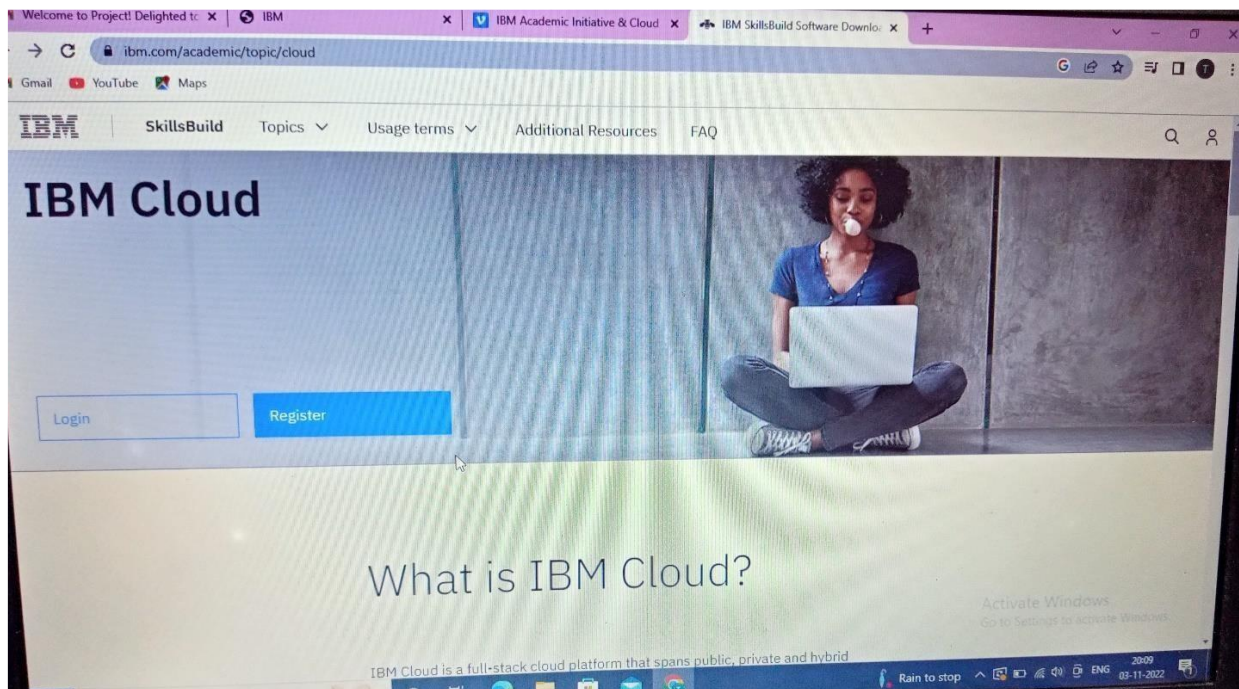 Welcome to Project! Delighted to
IBM
IBM Academic Initiative & Cloud
IBM SkillsBuild Software Downlo
ibm.com/academic/topic/cloud
Gmail YouTube Maps
IBM SkillsBuild Topics Usage terms Additional Resources FAQ
IBM Cloud
Login
Register
What is IBM Cloud?
IBM Cloud is a full-stack cloud platform that spans public, private and hybrid
Activate Windows
Go to Settings to activate Windows.
Rain to stop
ENG
20:09
03-11-2022